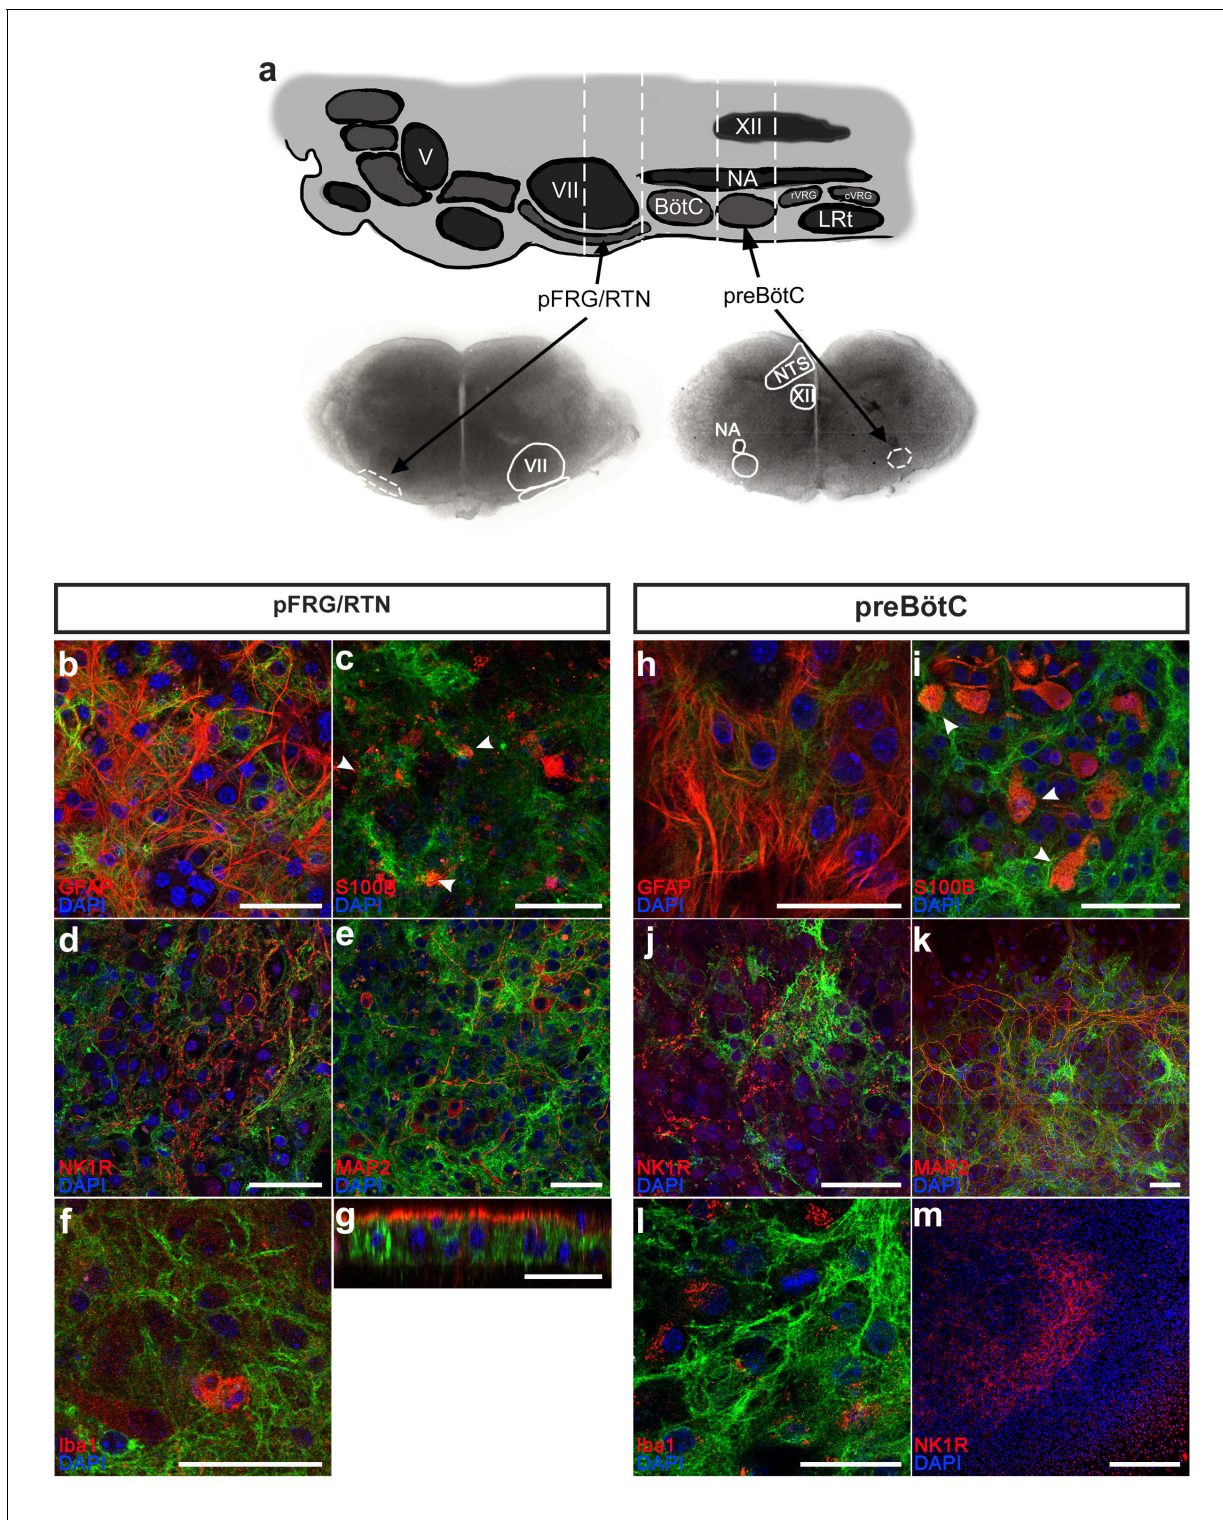 a
XII
V
VII
NA
rVRG
cVRG
BötC
LRt
pFRG/RTN
preBötC
NTS
XII
NA
VII
pFRG/RTN
preBötC
b
GFAP
DAPI
c
S100B
DAPI
h
GFAP
DAPI
i
S100B
DAPI
d
NK1R
DAPI
e
MAP2
DAPI
j
NK1R
DAPI
k
MAP2
DAPI
f
Iba1
DAPI
g
l
Iba1
DAPI
m
NK1R
DAPI